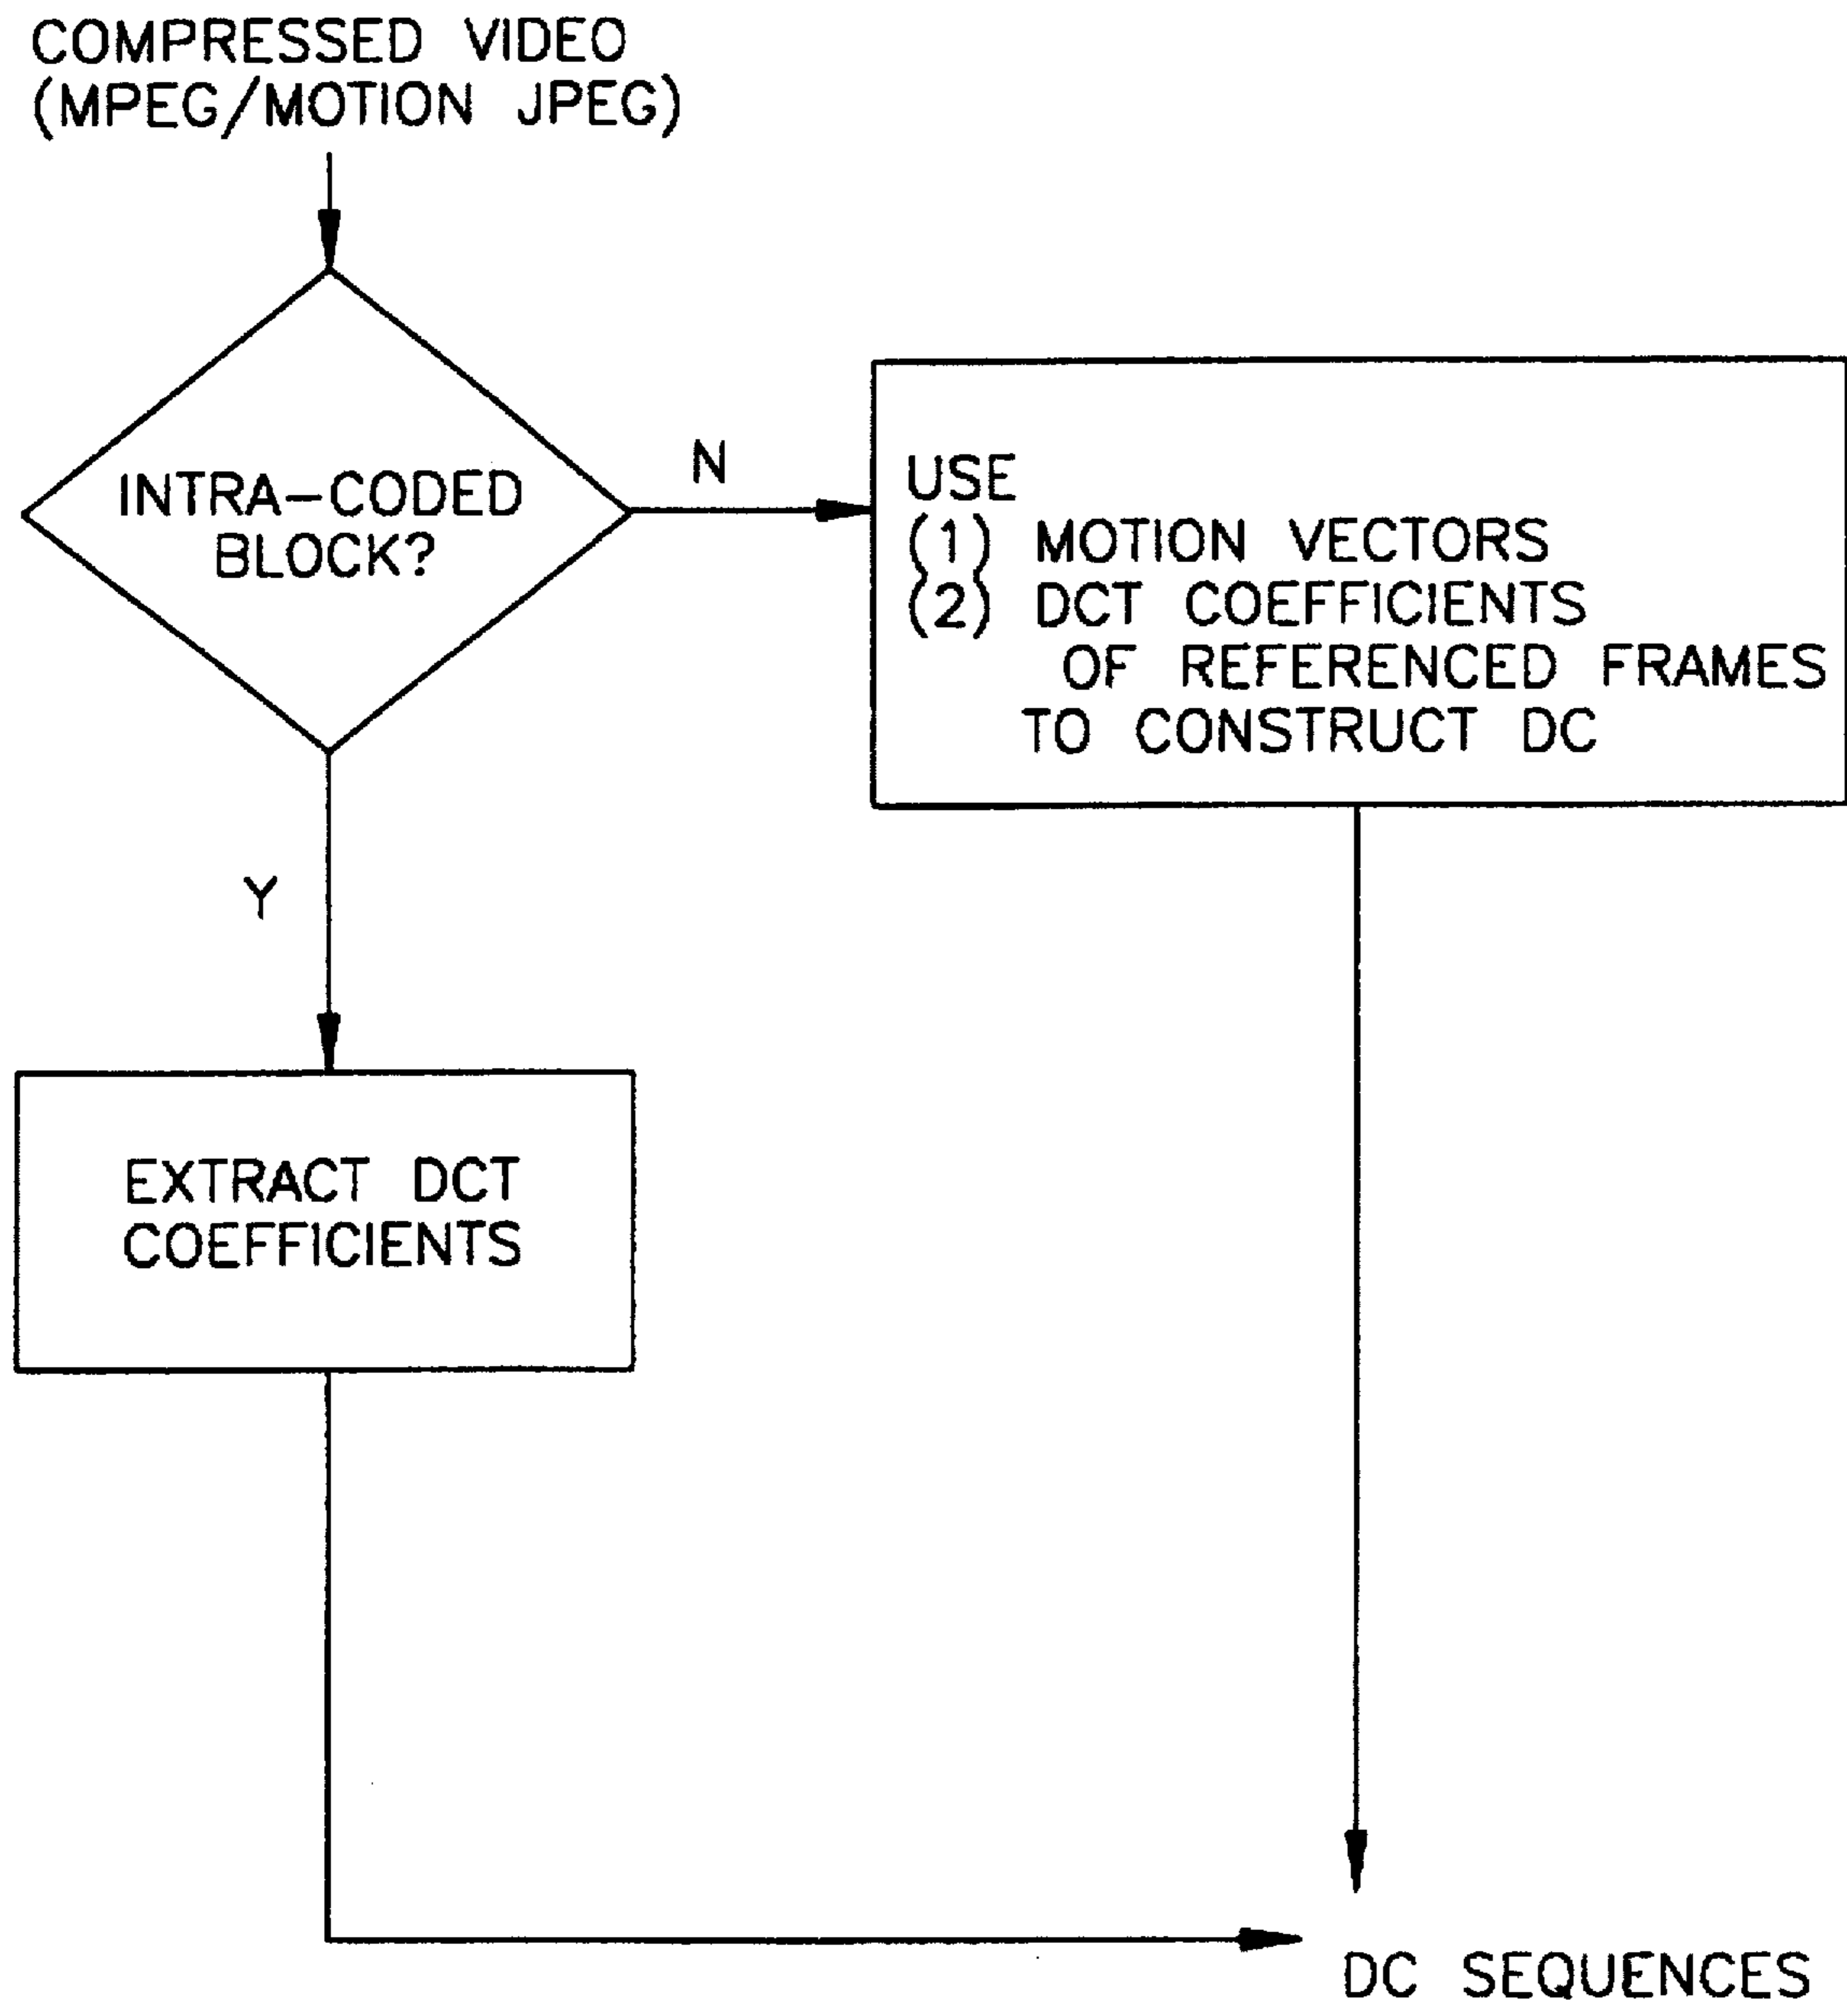 COMPRESSED VIDEO
(MPEG/MOTION JPEG)
INTRA-CODED
BLOCK?
N
USE
(1) MOTION VECTORS
(2) DCT COEFFICIENTS
OF REFERENCED FRAMES
TO CONSTRUCT DC
Y
EXTRACT DCT
COEFFICIENTS
DC SEQUENCES